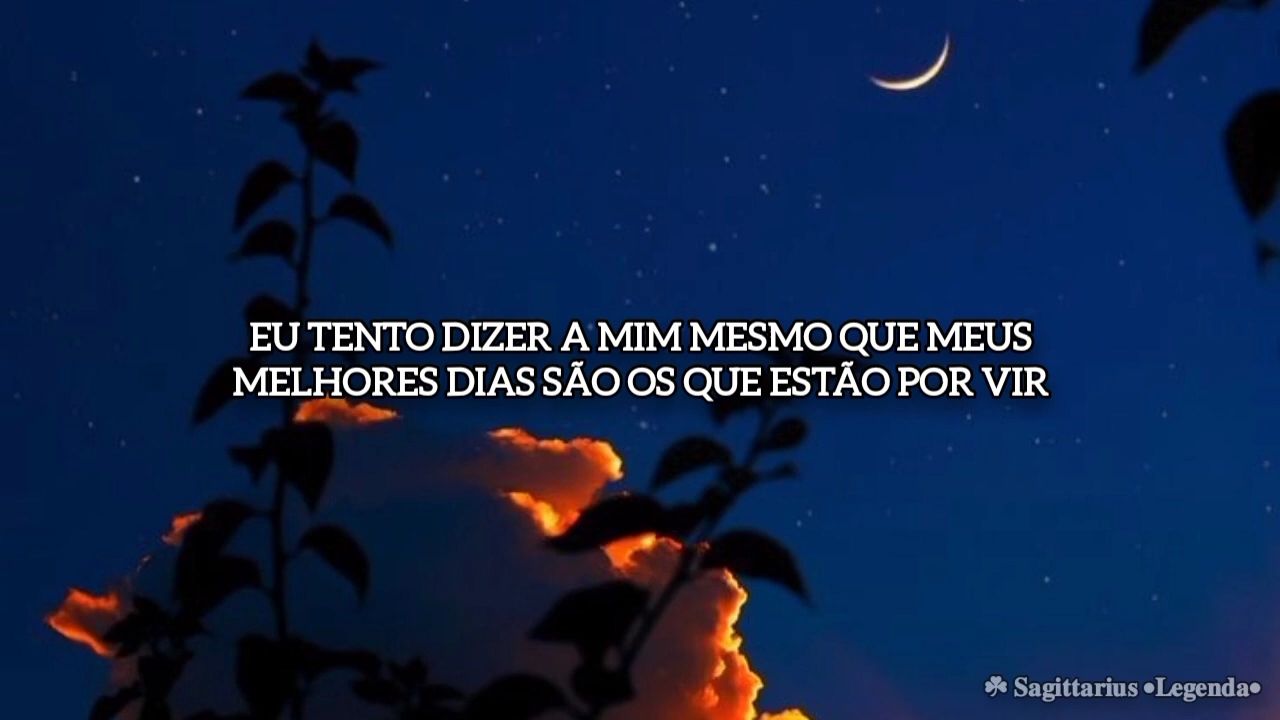 EU TENTO DIZER A MIM MESMO QUE MEUS
MELHORES DIAS SÃO OS QUE ESTÃO POR VIR
☘ Sagittarius •Legenda•